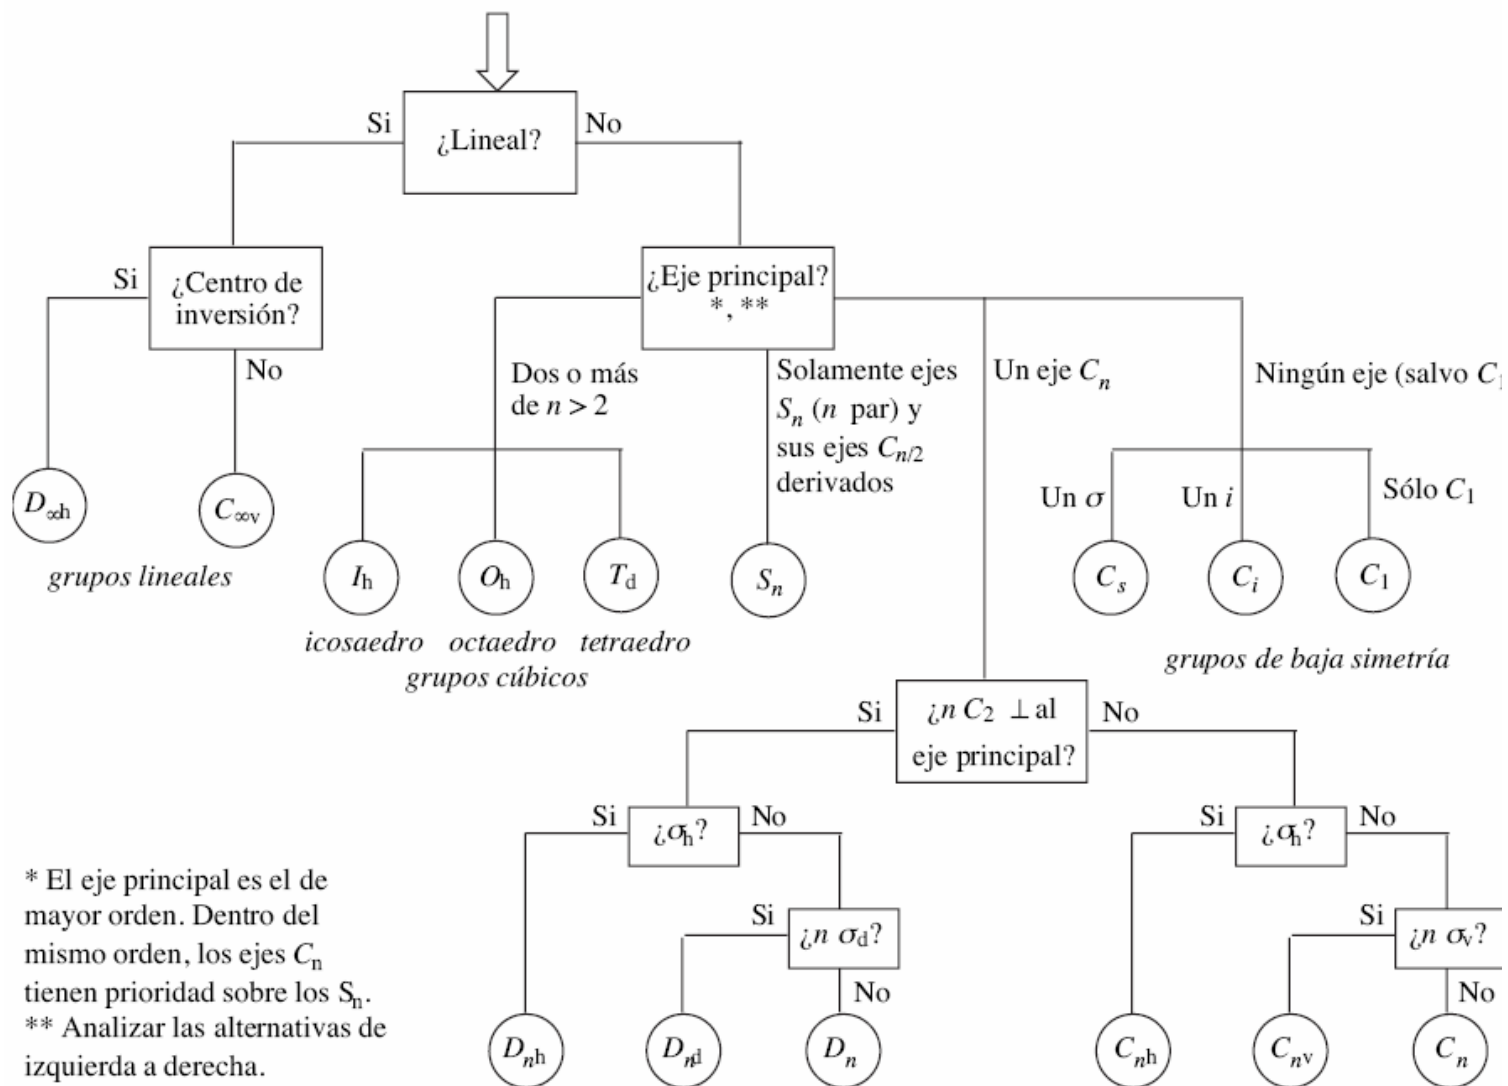 ¿Lineal?
Si
No
¿Centro de
inversión?
Si
No
¿Eje principal?
*, **
Dos o más
de n > 2
Solamente ejes
Sn (n par) y
sus ejes Cn/2
derivados
Un eje Cn
Ningún eje (salvo C1
Un σ
Un i
Sólo C1
D∞h
C∞v
grupos lineales
Ih
Oh
Td
Sn
Cs
Ci
C1
icosaedro
octaedro
tetraedro
grupos cúbicos
grupos de baja simetría
¿n C2 ⊥ al
eje principal?
Si
No
¿σh?
Si
No
¿σh?
Si
No
¿n σd?
Si
No
¿n σv?
Si
No
Dnh
Dnd
Dn
Cnh
Cnv
Cn
* El eje principal es el de
mayor orden. Dentro del
mismo orden, los ejes Cn
tienen prioridad sobre los Sn.
** Analizar las alternativas de
izquierda a derecha.